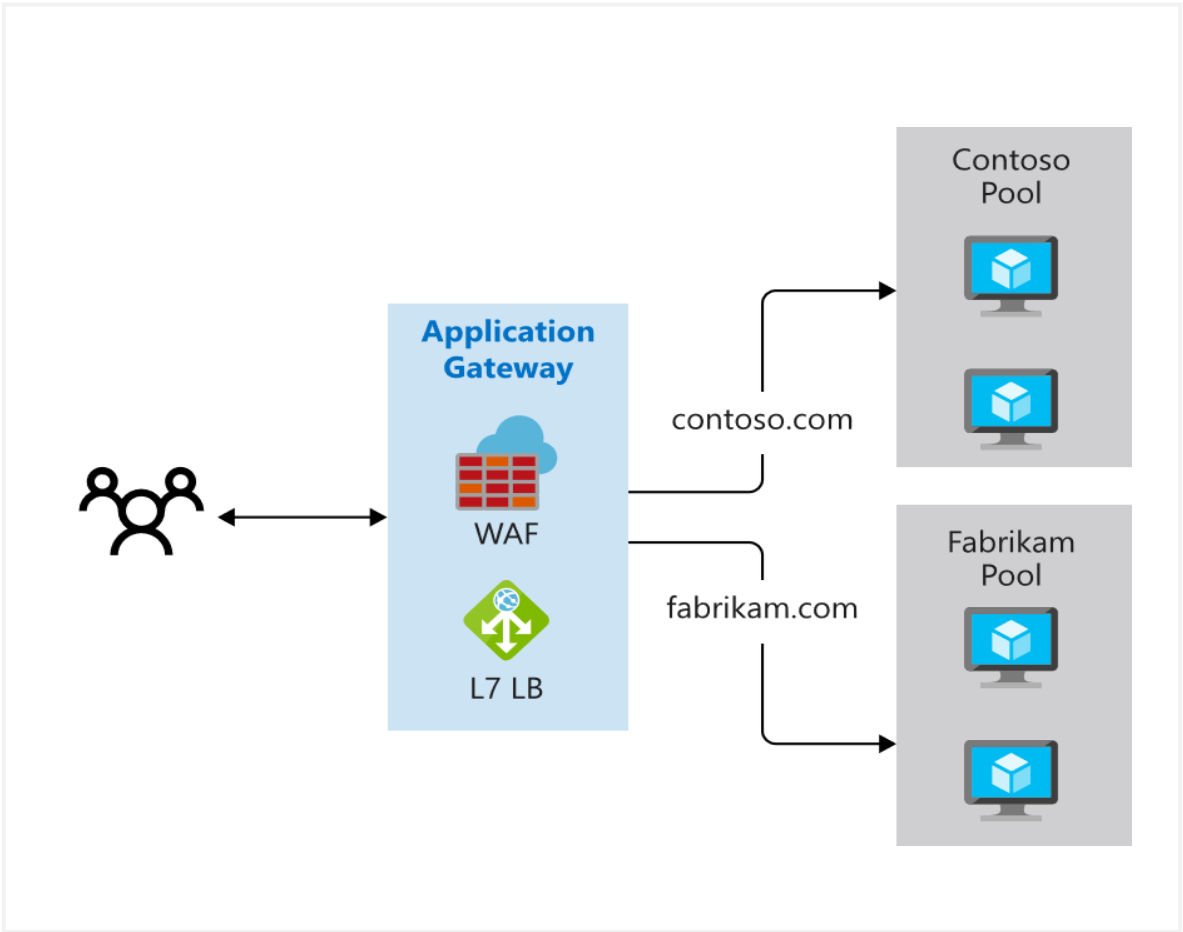 Application
Gateway
WAF
L7 LB
contoso.com
fabrikam.com
Contoso
Pool
Fabrikam
Pool